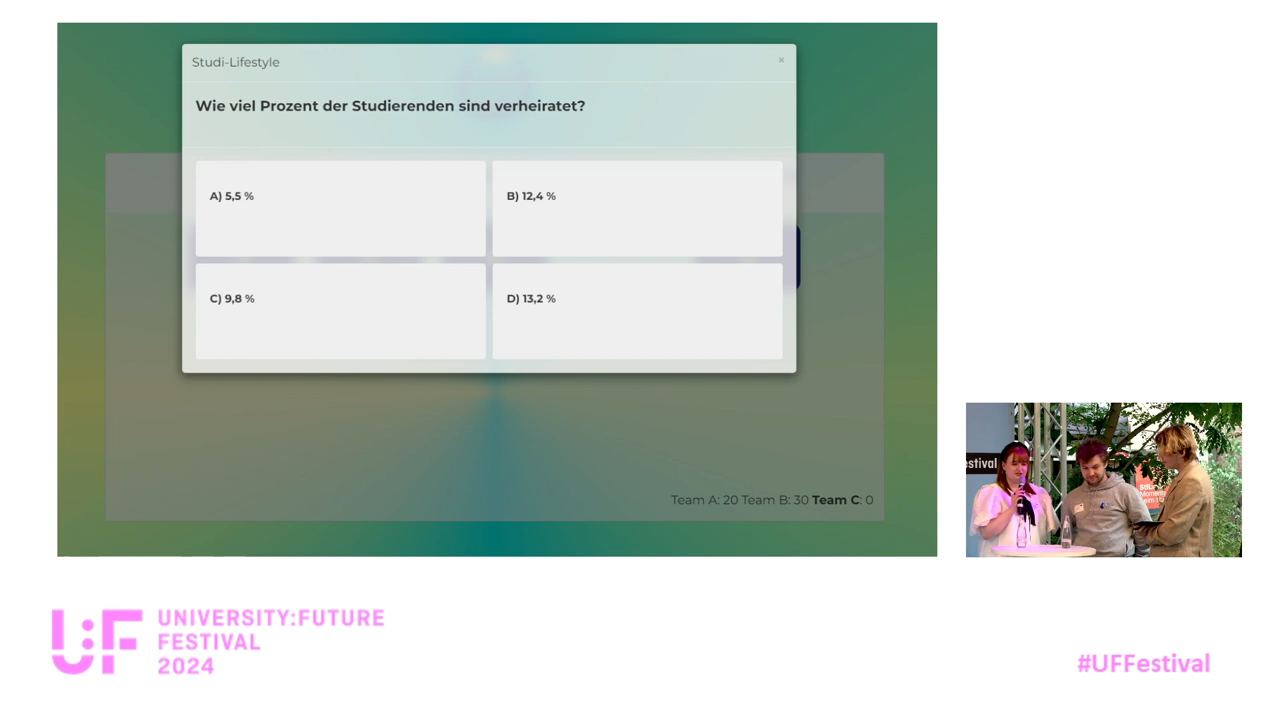 Studi-Lifestyle
×
Wie viel Prozent der Studierenden sind verheiratet?
A) 5,5 %
B) 12,4 %
C) 9,8 %
D) 13,2 %
Team A: 20 Team B: 30 Team C: 0
estival
U:F UNIVERSITY:FUTURE
FESTIVAL
2024
#UFFestival